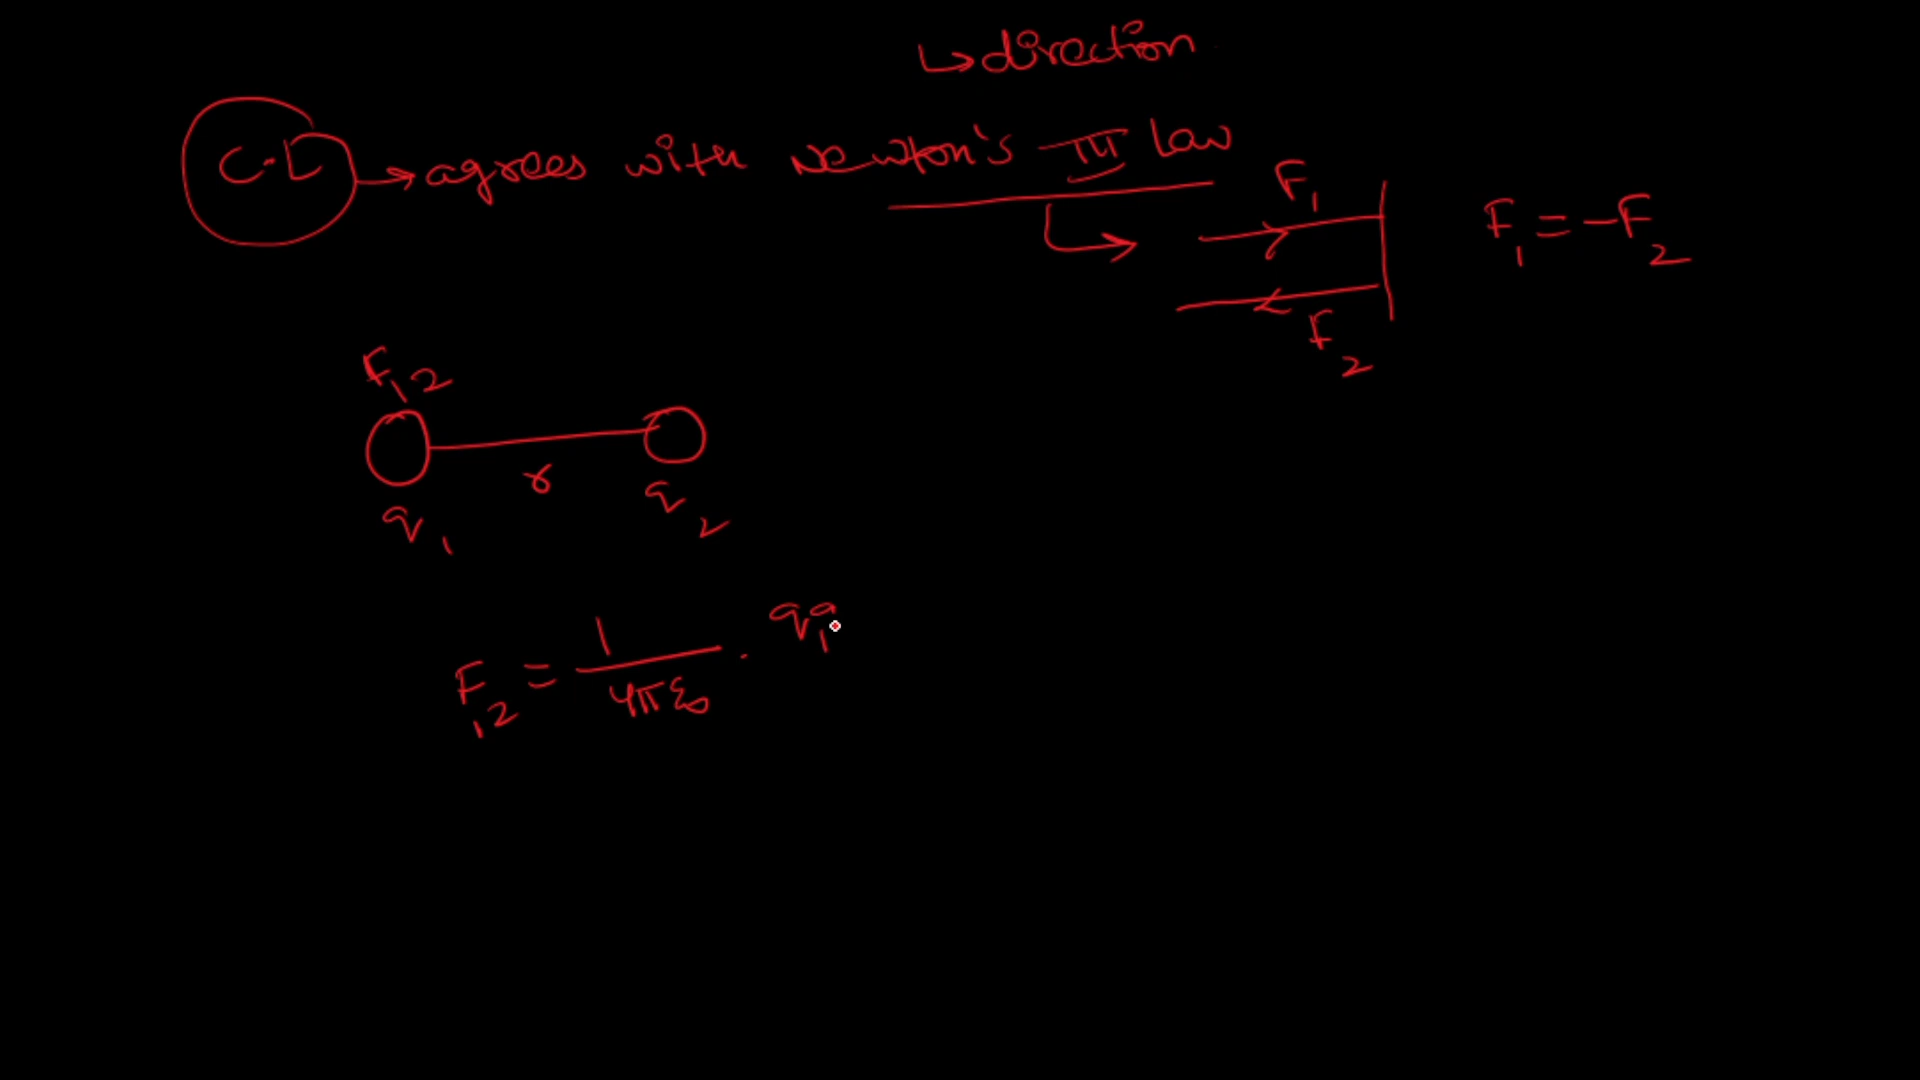 ↳ direction
C.L → agrees with Newton's III law
F1
F1 = -F2
F2
F12
r
q1
q2
F12 = 1/4πε0 . q1q